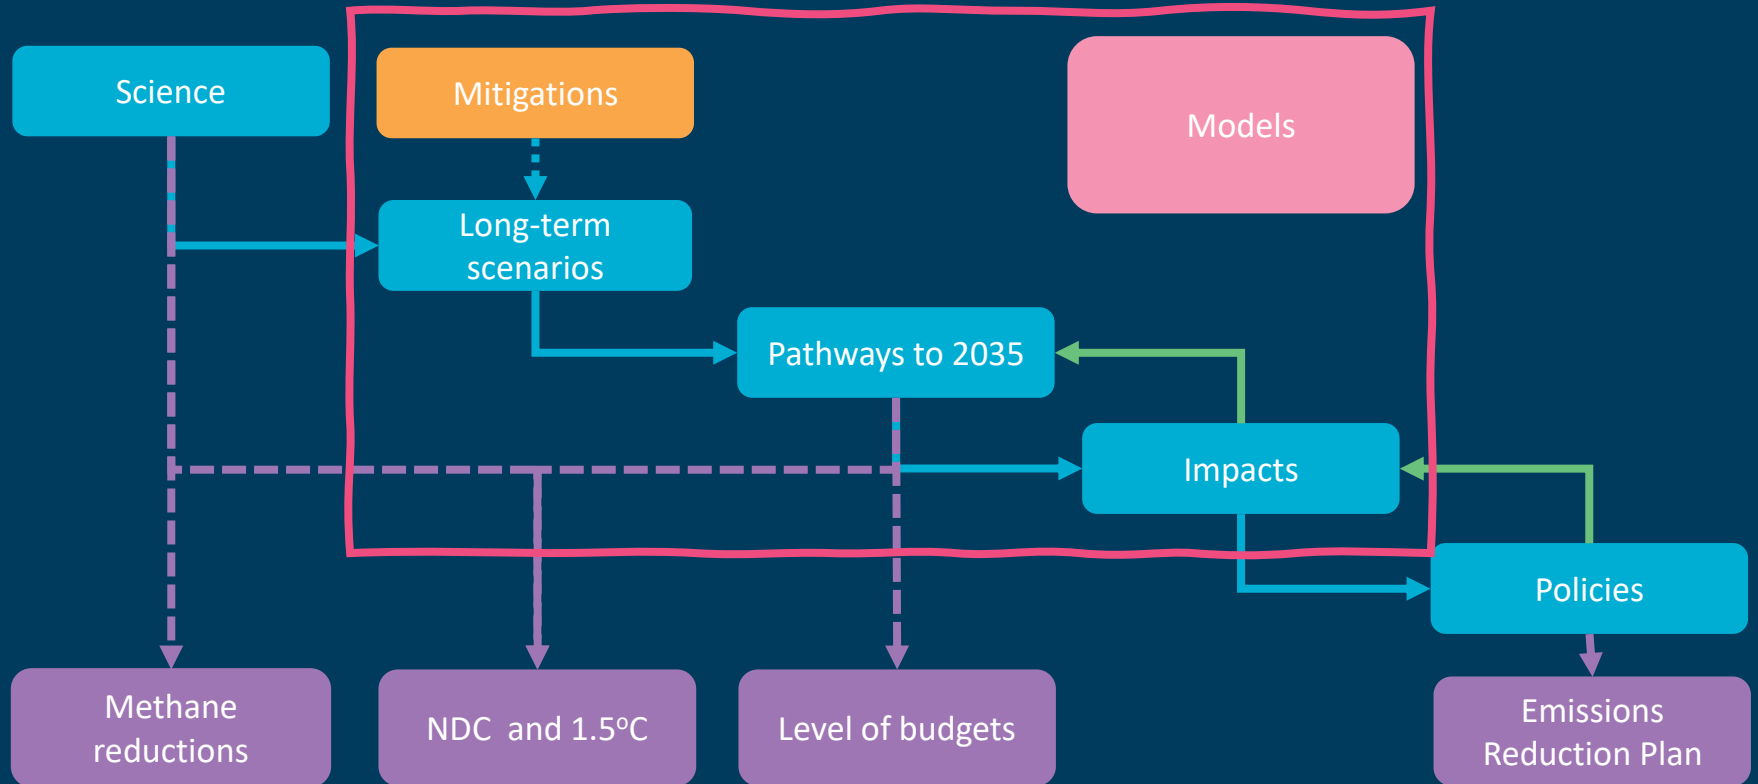 Science
Mitigations
Models
Long-term
scenarios
Pathways to 2035
Impacts
Policies
Methane
reductions
NDC and 1.5°C
Level of budgets
Emissions
Reduction Plan